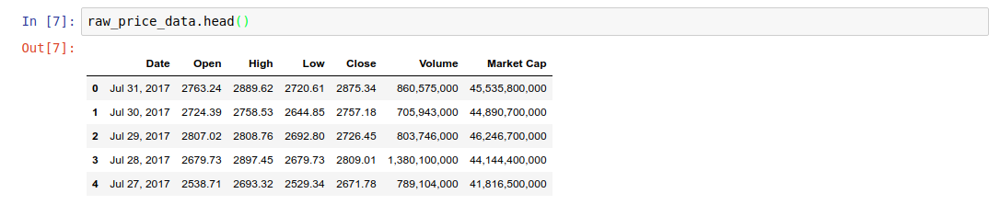 In [7]: raw_price_data.head()
Out[7]:
Date Open High Low Close Volume Market Cap
0 Jul 31, 2017 2763.24 2889.62 2720.61 2875.34 860,575,000 45,535,800,000
1 Jul 30, 2017 2724.39 2758.53 2644.85 2757.18 705,943,000 44,890,700,000
2 Jul 29, 2017 2807.02 2808.76 2692.80 2726.45 803,746,000 46,246,700,000
3 Jul 28, 2017 2679.73 2897.45 2679.73 2809.01 1,380,100,000 44,144,400,000
4 Jul 27, 2017 2538.71 2693.32 2529.34 2671.78 789,104,000 41,816,500,000